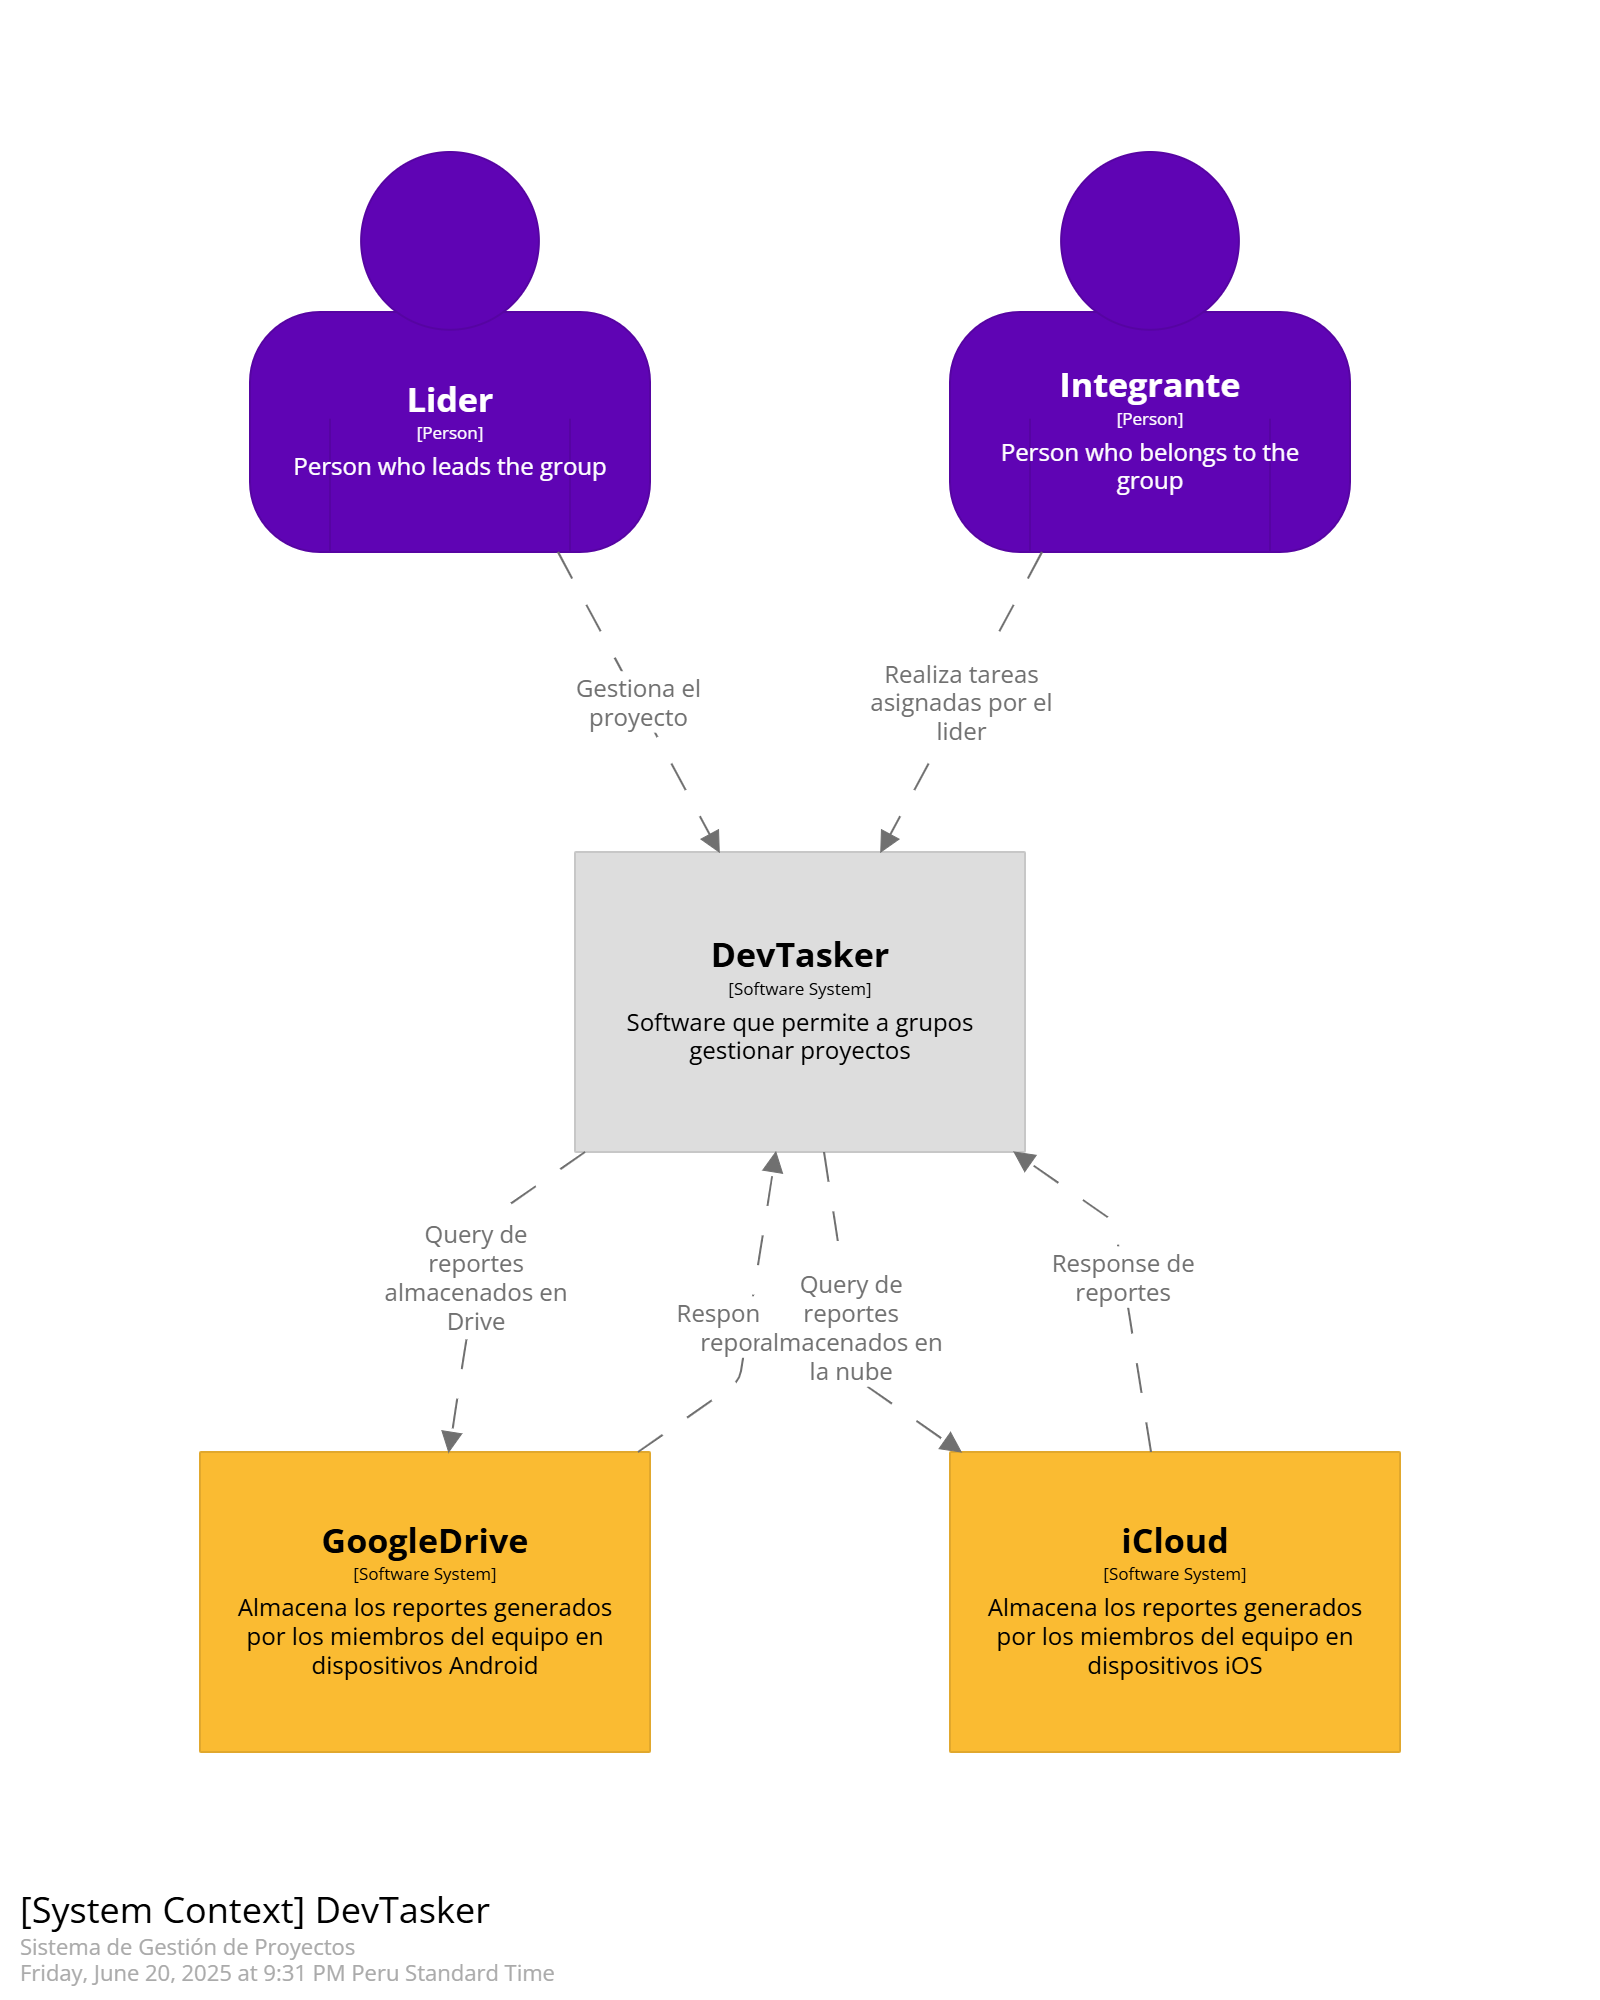 Lider
[Person]
Person who leads the group
Integrante
[Person]
Person who belongs to the
group
Gestiona el
proyecto
Realiza tareas
asignadas por el
lider
DevTasker
[Software System]
Software que permite a grupos
gestionar proyectos
Query de
reportes
almacenados en
Drive
Query de
reportes
almacenados en
la nube
Response de
reportes
GoogleDrive
[Software System]
Almacena los reportes generados
por los miembros del equipo en
dispositivos Android
iCloud
[Software System]
Almacena los reportes generados
por los miembros del equipo en
dispositivos iOS
[System Context] DevTasker
Sistema de Gestión de Proyectos
Friday, June 20, 2025 at 9:31 PM Peru Standard Time